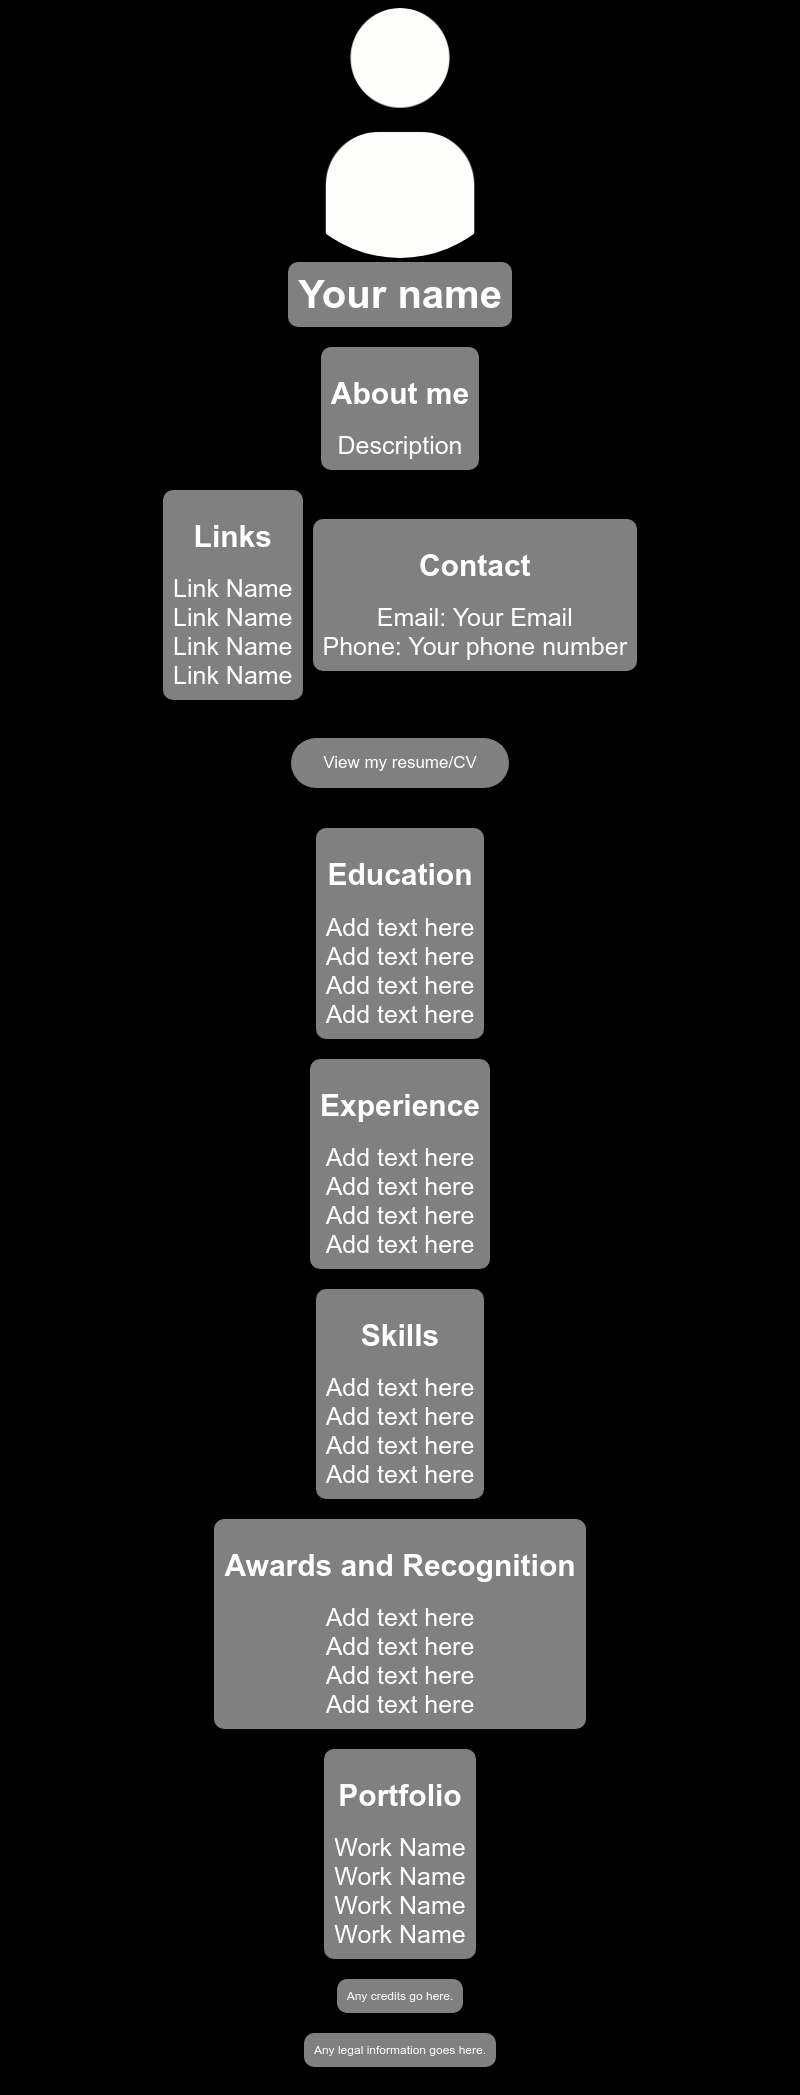 Your name
About me
Description
Links
Link Name
Link Name
Link Name
Link Name
Contact
Email: Your Email
Phone: Your phone number
View my resume/CV
Education
Add text here
Add text here
Add text here
Add text here
Experience
Add text here
Add text here
Add text here
Add text here
Skills
Add text here
Add text here
Add text here
Add text here
Awards and Recognition
Add text here
Add text here
Add text here
Add text here
Portfolio
Work Name
Work Name
Work Name
Work Name
Any credits go here.
Any legal information goes here.